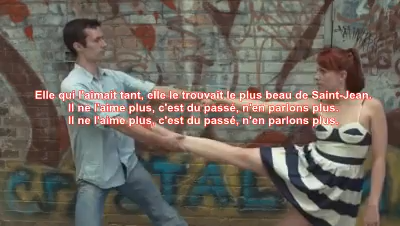 Elle qui l'aimait tant, elle le trouvait le plus beau de Saint-Jean.
Il ne l'aime plus, c'est du passé, n'en parlons plus.
Il ne l'aime plus, c'est du passé, n'en parlons plus.